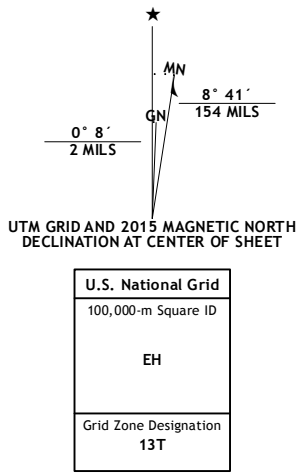 ★
MN
GN
8° 41´
154 MILS
0° 8´
2 MILS
UTM GRID AND 2015 MAGNETIC NORTH
DECLINATION AT CENTER OF SHEET
U.S. National Grid
100,000-m Square ID
EH
Grid Zone Designation
13T